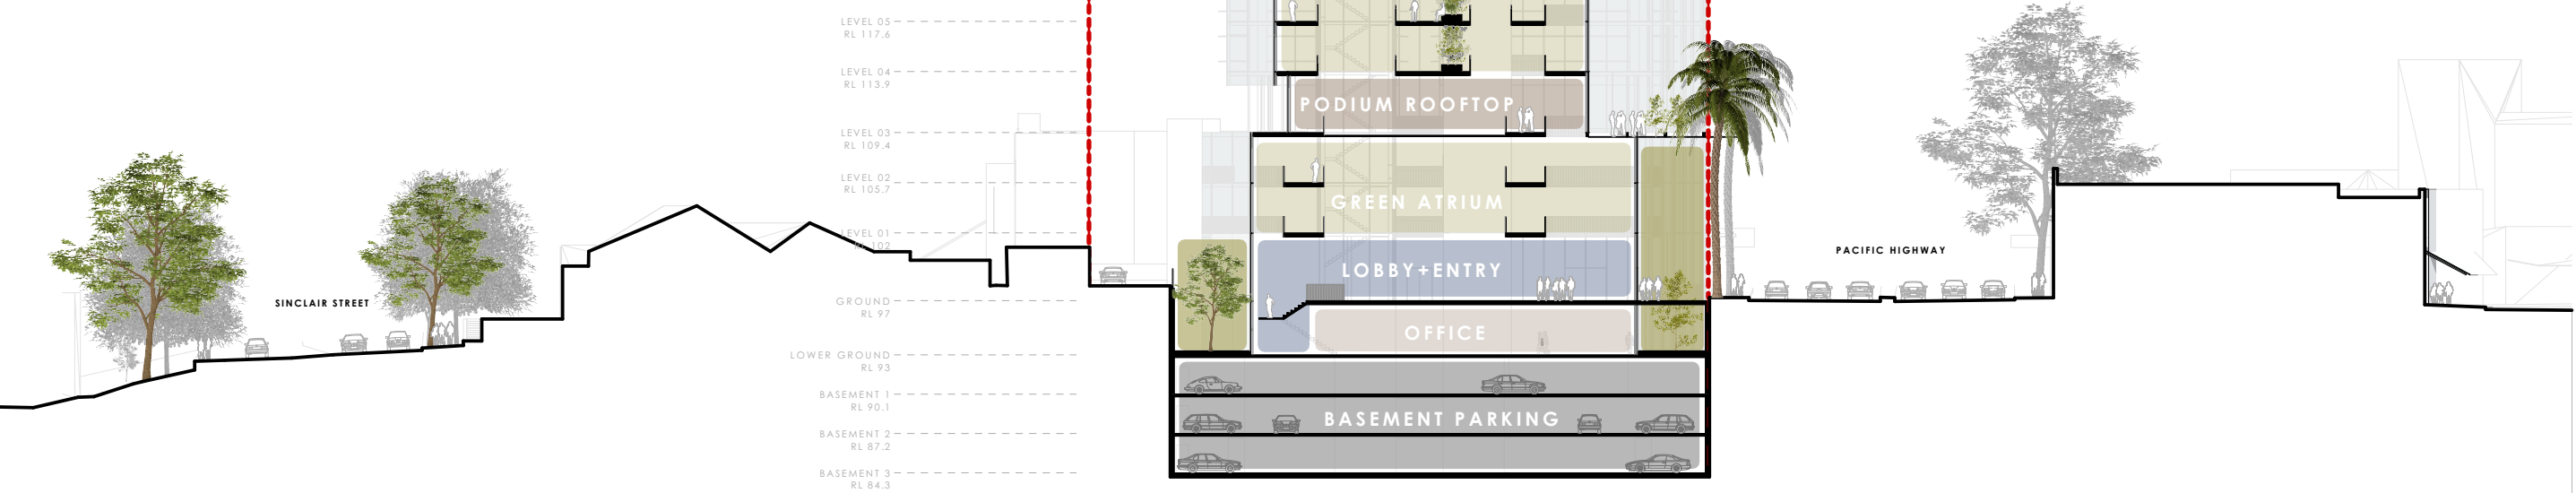 LEVEL 05
RL 117.6
LEVEL 04
RL 113.9
PODIUM ROOFTOP
LEVEL 03
RL 109.4
LEVEL 02
RL 105.7
GREEN ATRIUM
LEVEL 01
RL 102
PACIFIC HIGHWAY
LOBBY+ENTRY
SINCLAIR STREET
GROUND
RL 97
OFFICE
LOWER GROUND
RL 93
BASEMENT 1
RL 90.1
BASEMENT PARKING
BASEMENT 2
RL 87.2
BASEMENT 3
RL 84.3